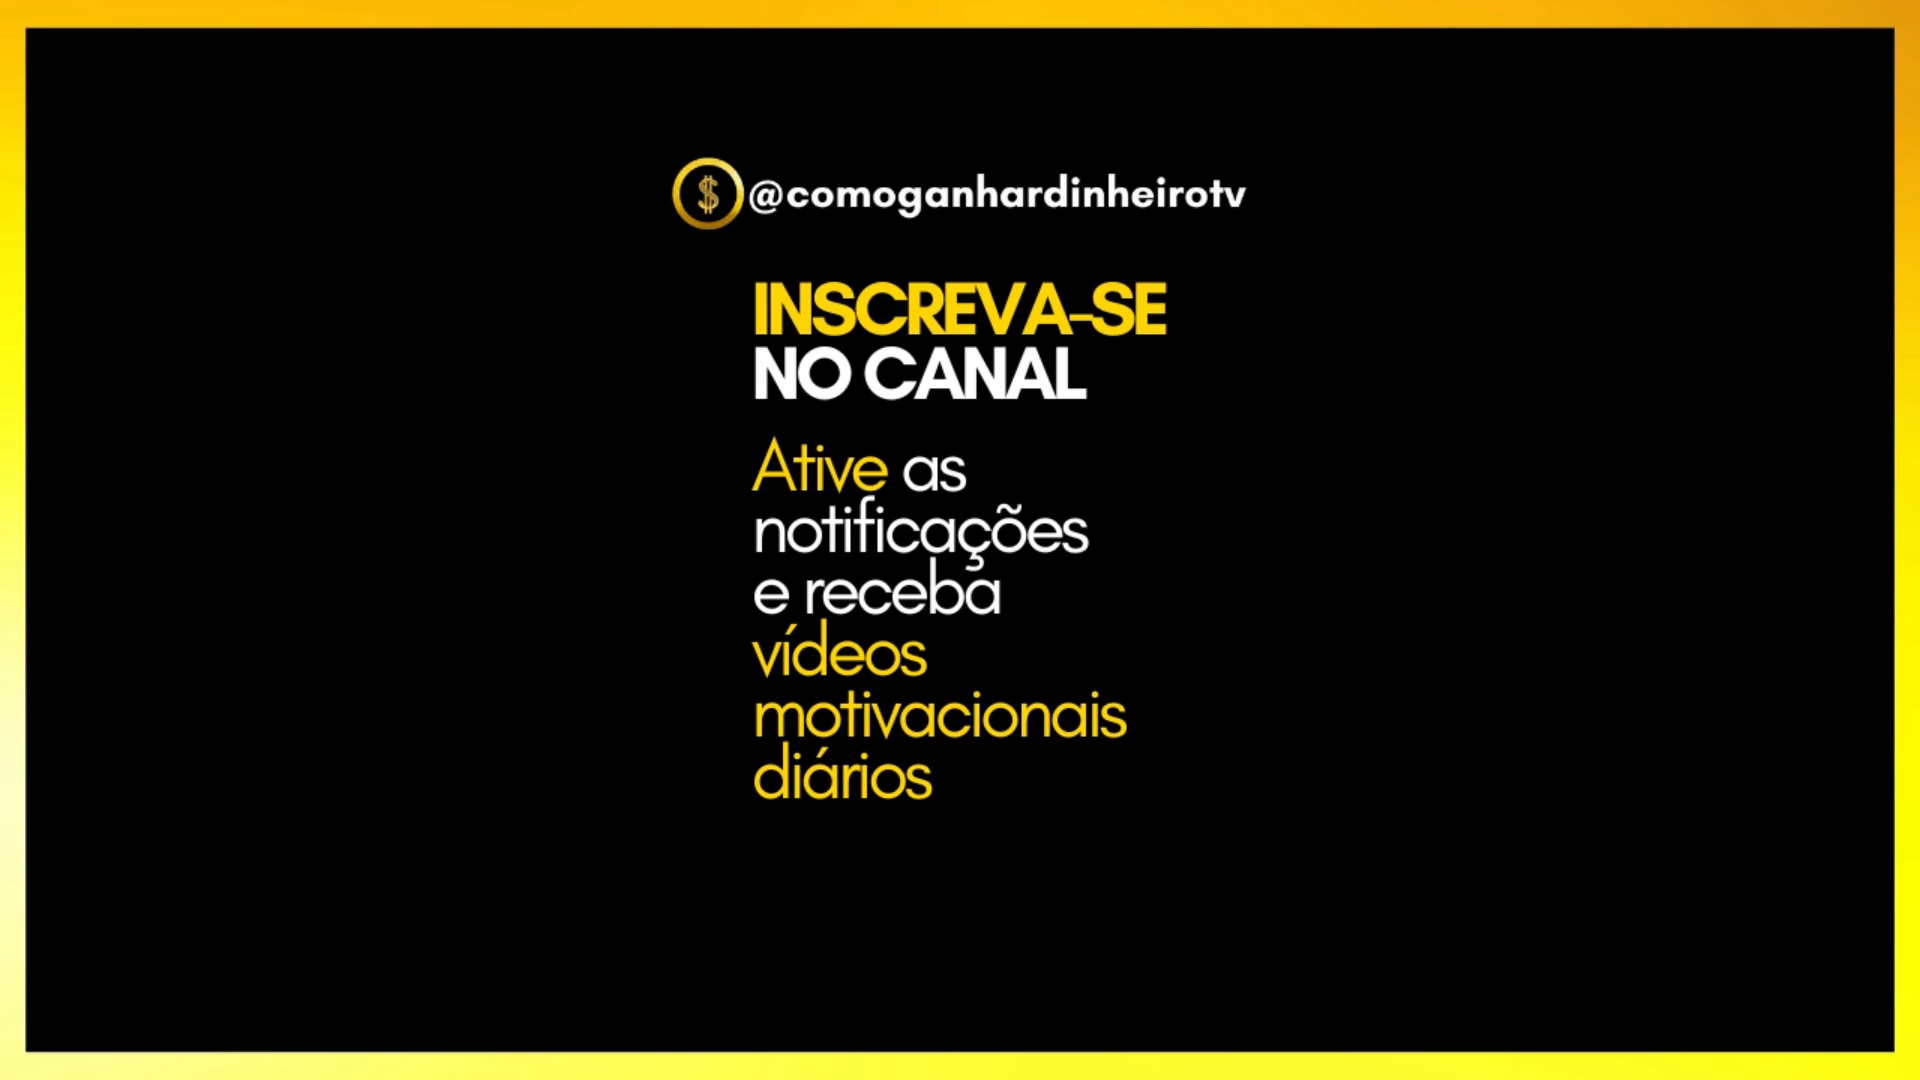 $ @comoganhardinheirotv
INSCREVA-SE
NO CANAL
Ative as
notificações
e receba
vídeos
motivacionais
diários